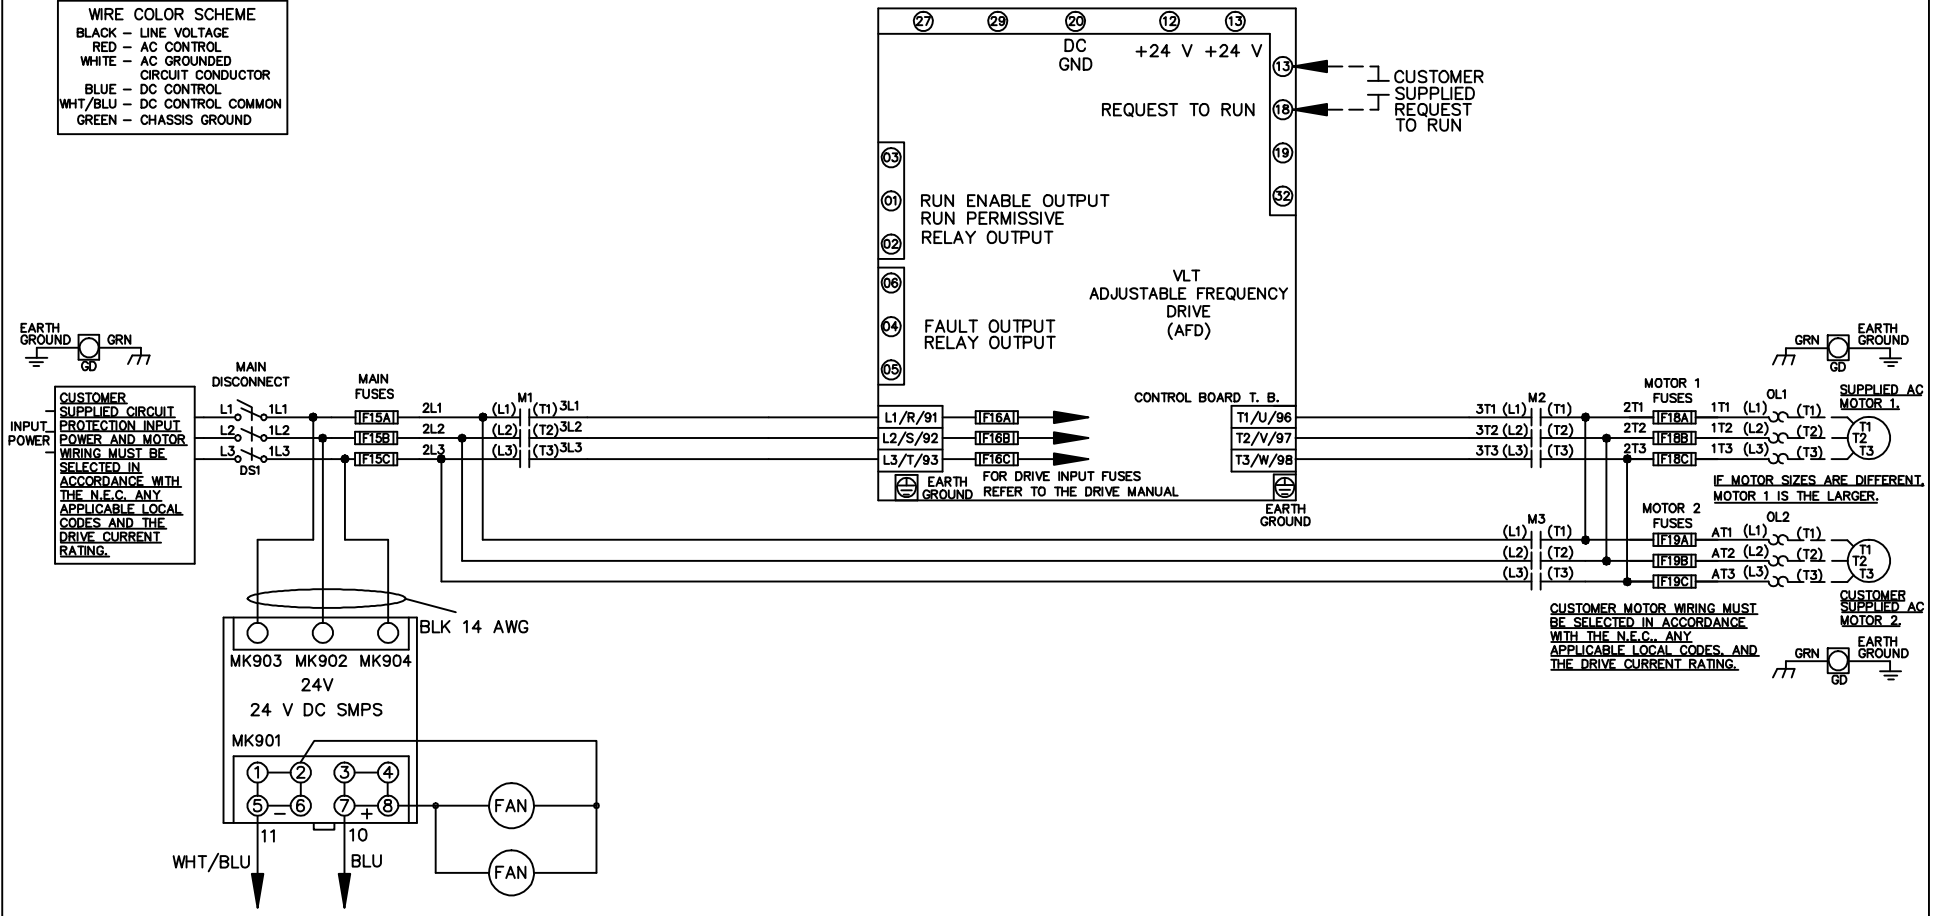 WIRE COLOR SCHEME
BLACK – LINE VOLTAGE
RED – AC CONTROL
WHITE – AC GROUNDED
CIRCUIT CONDUCTOR
BLUE – DC CONTROL
WHT/BLU – DC CONTROL COMMON
GREEN – CHASSIS GROUND
27 29 20 12 13
DC
GND
+24 V +24 V
13
REQUEST TO RUN 18
19
32
CUSTOMER
SUPPLIED
REQUEST
TO RUN
03
01
02
RUN ENABLE OUTPUT
RUN PERMISSIVE
RELAY OUTPUT
06
04
05
FAULT OUTPUT
RELAY OUTPUT
VLT
ADJUSTABLE FREQUENCY
DRIVE
(AFD)
CONTROL BOARD T. B.
L1/R/91 F16A
L2/S/92 F16B
L3/T/93 F16C
EARTH
GROUND
FOR DRIVE INPUT FUSES
REFER TO THE DRIVE MANUAL
T1/U/96
T2/V/97
T3/W/98
EARTH
GROUND
EARTH
GROUND
GRN
GD
INPUT
POWER
CUSTOMER
SUPPLIED CIRCUIT
PROTECTION INPUT
POWER AND MOTOR
WIRING MUST BE
SELECTED IN
ACCORDANCE WITH
THE N.E.C. ANY
APPLICABLE LOCAL
CODES AND THE
DRIVE CURRENT
RATING.
MAIN
DISCONNECT
L1 1L1
L2 1L2
L3 1L3
DS1
MAIN
FUSES
F15A
F15B
F15C
2L1
2L2
2L3
M1
(L1) (T1) 3L1
(L2) (T2) 3L2
(L3) (T3) 3L3
M2
3T1 (L1) (T1)
3T2 (L2) (T2)
3T3 (L3) (T3)
MOTOR 1
FUSES
2T1 F18A 1T1 (L1) (T1)
2T2 F18B 1T2 (L2) (T2)
2T3 F18C 1T3 (L3) (T3)
OL1
GRN
GD
EARTH
GROUND
SUPPLIED AC
MOTOR 1.
T1
T2
T3
IF MOTOR SIZES ARE DIFFERENT,
MOTOR 1 IS THE LARGER.
M3
(L1) (T1)
(L2) (T2)
(L3) (T3)
MOTOR 2
FUSES
F19A AT1 (L1) (T1)
F19B AT2 (L2) (T2)
F19C AT3 (L3) (T3)
OL2
T1
T2
T3
CUSTOMER
SUPPLIED AC
MOTOR 2.
CUSTOMER MOTOR WIRING MUST
BE SELECTED IN ACCORDANCE
WITH THE N.E.C., ANY
APPLICABLE LOCAL CODES, AND
THE DRIVE CURRENT RATING.
GRN
GD
EARTH
GROUND
BLK 14 AWG
MK903 MK902 MK904
24V
24 V DC SMPS
MK901
1 2 3 4
5 – 6 7 + 8
11 10
WHT/BLU BLU
FAN
FAN